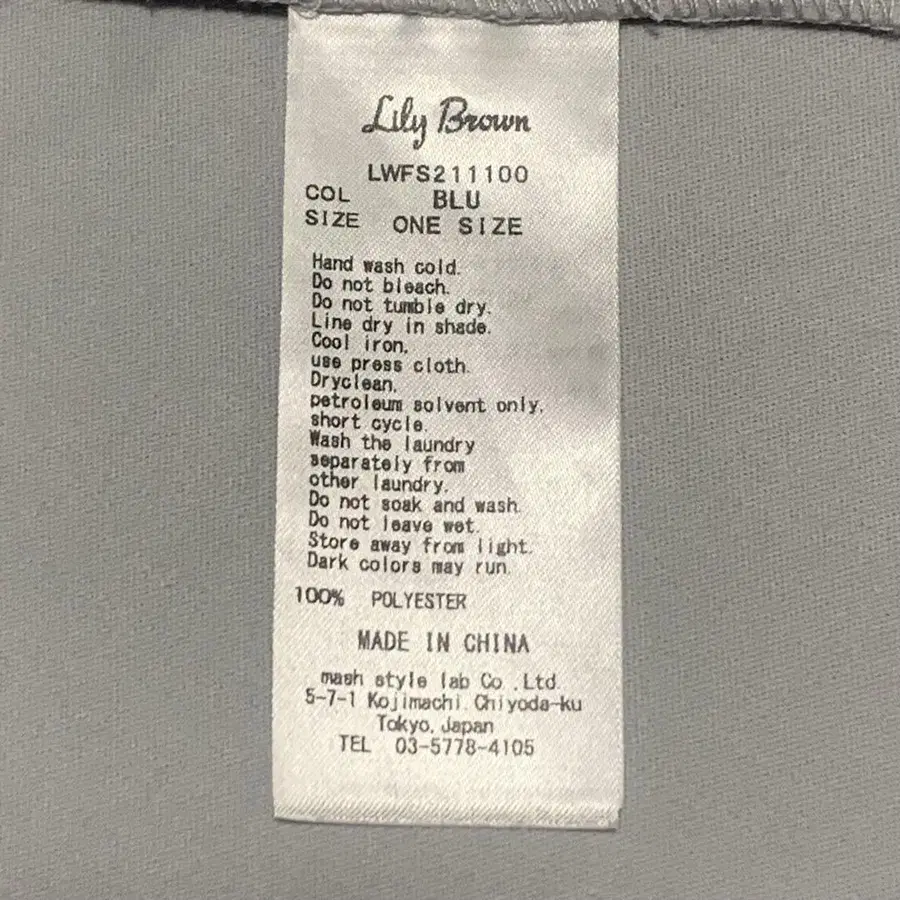 Lily Brown
LWFS211100
COL BLU
SIZE ONE SIZE
Hand wash cold.
Do not bleach.
Do not tumble dry.
Line dry in shade.
Cool iron.
use press cloth.
Dryclean.
petroleum solvent only.
short cycle.
Wash the laundry
separately from
other laundry.
Do not soak and wash.
Do not leave wet.
Store away from light.
Dark colors may run.
100% POLYESTER
MADE IN CHINA
mash style lab Co.,Ltd.
5-7-1 Kojimachi. Chiyoda-ku
Tokyo, Japan
TEL 03-5778-4105